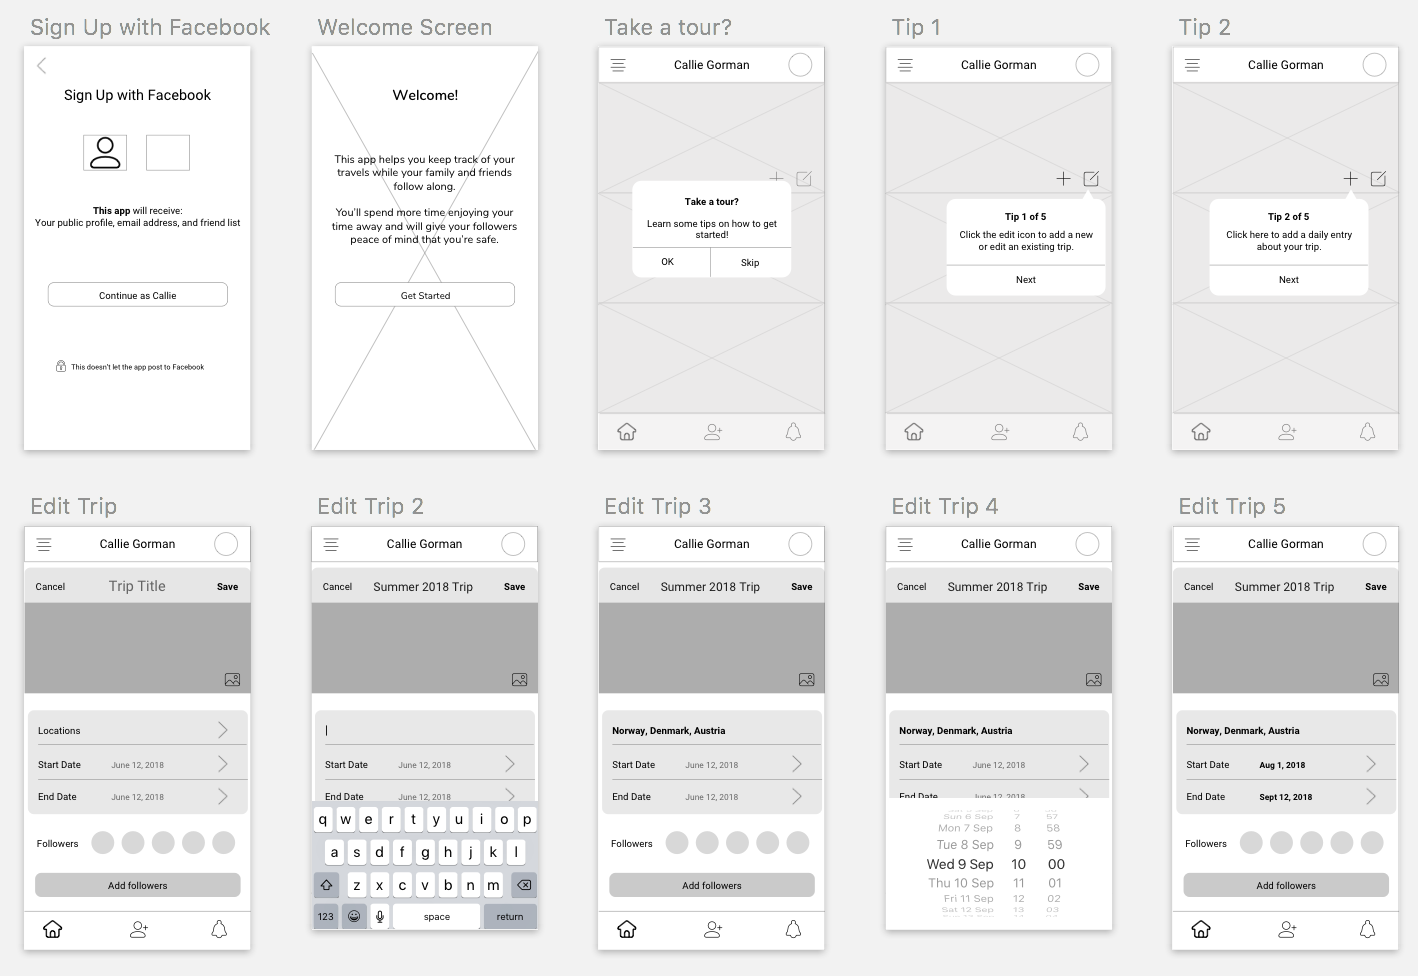 Sign Up with Facebook
Sign Up with Facebook
This app will receive:
Your public profile, email address, and friend list
Continue as Callie
This doesn't let the app post to Facebook
Welcome Screen
Welcome!
This app helps you keep track of your
travels while your family and friends
follow along.
You'll spend more time enjoying your
time away and will give your followers
peace of mind that you're safe.
Get Started
Take a tour?
Callie Gorman
Take a tour?
Learn some tips on how to get
started!
OK
Skip
Tip 1
Callie Gorman
Tip 1 of 5
Click the edit icon to add a new
or edit an existing trip.
Next
Tip 2
Callie Gorman
Tip 2 of 5
Click here to add a daily entry
about your trip.
Next
Edit Trip
Callie Gorman
Cancel Trip Title Save
Locations
Start Date June 12, 2018
End Date June 12, 2018
Followers
Add followers
Edit Trip 2
Callie Gorman
Cancel Summer 2018 Trip Save
Start Date June 12, 2018
End Date June 12, 2018
q w e r t y u i o p
a s d f g h j k l
z x c v b n m
123 space return
Edit Trip 3
Callie Gorman
Cancel Summer 2018 Trip Save
Norway, Denmark, Austria
Start Date June 12, 2018
End Date June 12, 2018
Followers
Add followers
Edit Trip 4
Callie Gorman
Cancel Summer 2018 Trip Save
Norway, Denmark, Austria
Start Date June 12, 2018
End Date June 12, 2018
Sun 6 Sep 7 57
Mon 7 Sep 8 58
Tue 8 Sep 9 59
Wed 9 Sep 10 00
Thu 10 Sep 11 01
Fri 11 Sep 12 02
Sat 12 Sep 13 03
Edit Trip 5
Callie Gorman
Cancel Summer 2018 Trip Save
Norway, Denmark, Austria
Start Date Aug 1, 2018
End Date Sept 12, 2018
Followers
Add followers